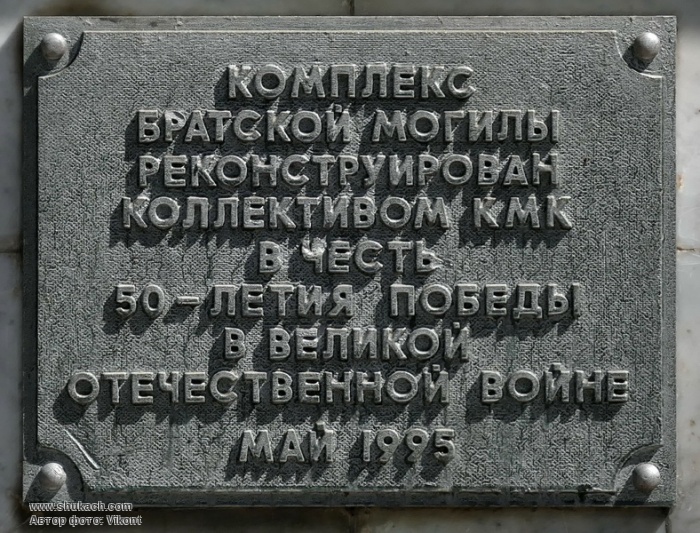 КОМПЛЕКС
БРАТСКОЙ МОГИЛЫ
РЕКОНСТРУИРОВАН
КОЛЛЕКТИВОМ КМК
В ЧЕСТЬ
50-ЛЕТИЯ ПОБЕДЫ
В ВЕЛИКОЙ
ОТЕЧЕСТВЕННОЙ ВОЙНЕ
МАЙ 1995
www.shukach.com
Автор фото: Vikont